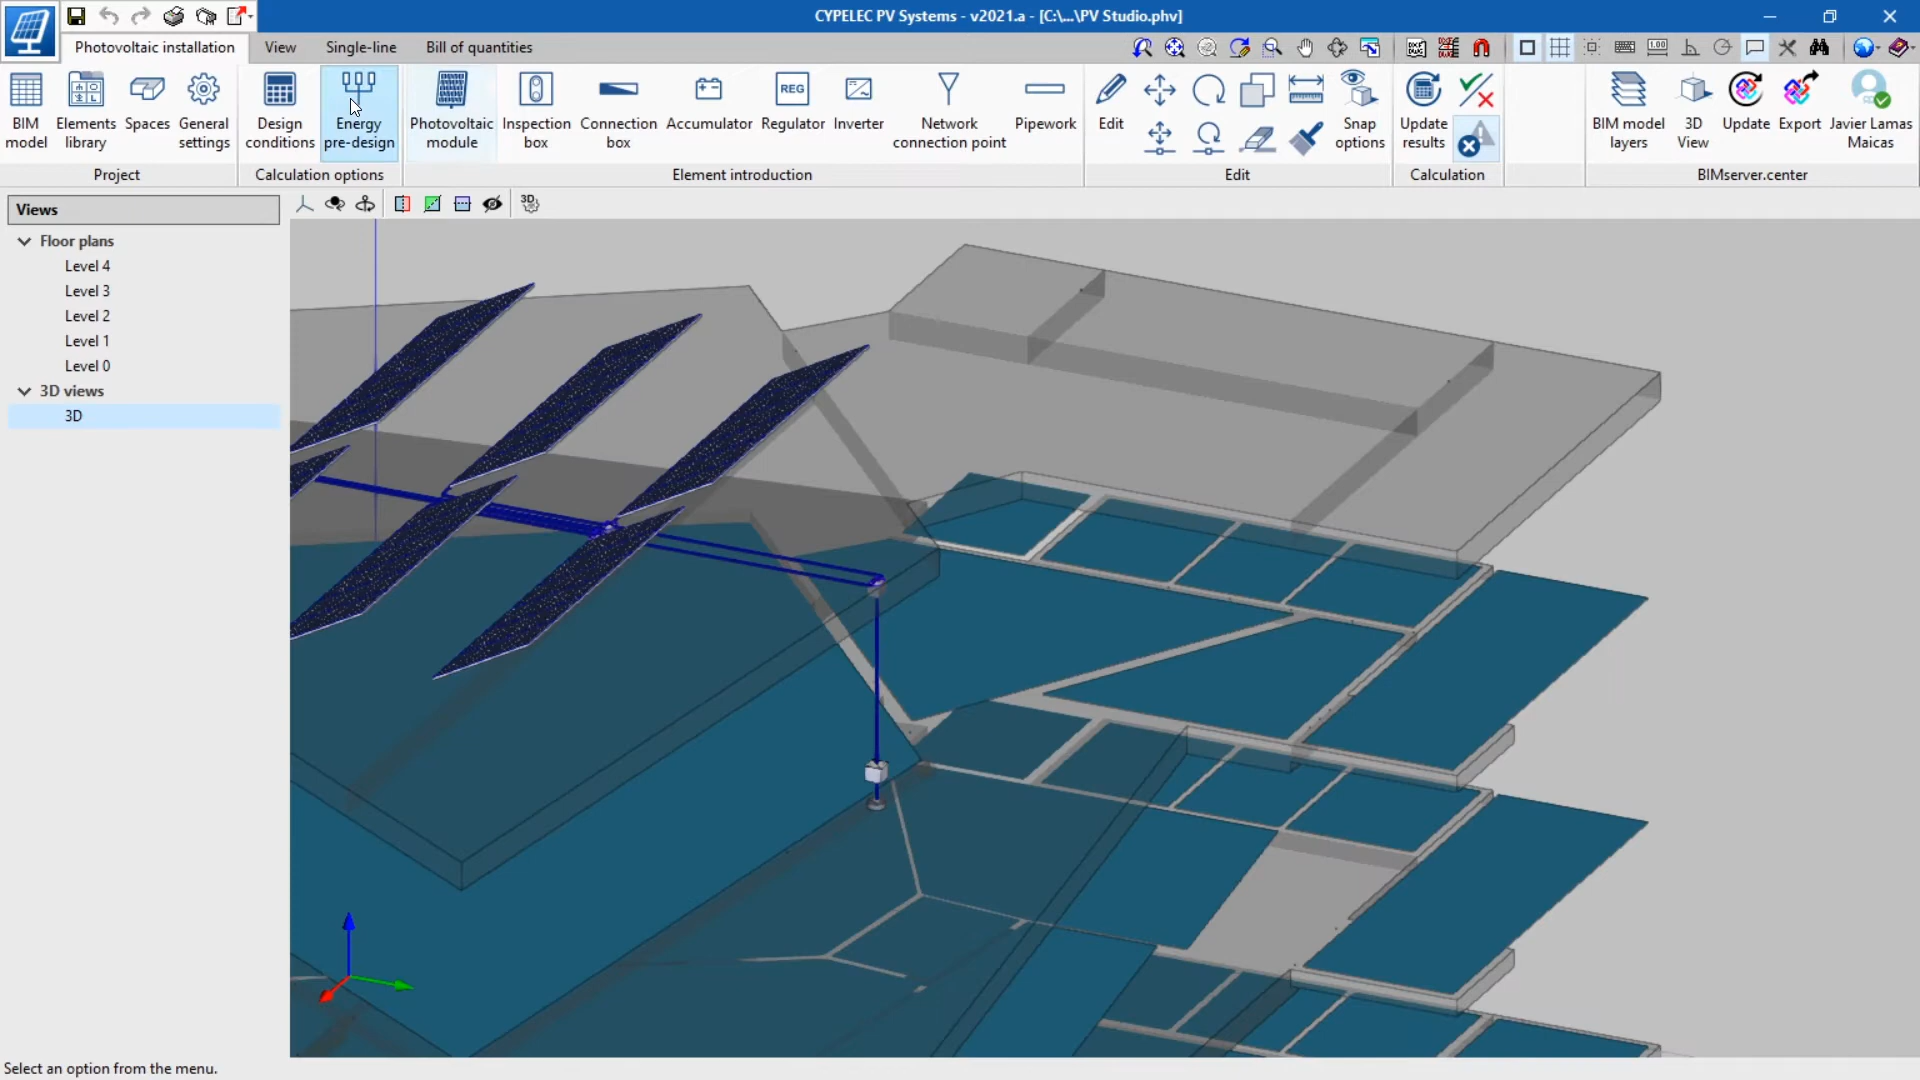 CYPELEC PV Systems - v2021.a - [C:\...\PV Studio.phv]
Photovoltaic installation View Single-line Bill of quantities
BIM model
Elements library
Spaces
General settings
Design conditions
Energy pre-design
Photovoltaic module
Inspection box
Connection box
Accumulator
REG
Regulator
Inverter
Network connection point
Pipework
Edit
Snap options
Update results
BIM model layers
3D View
Update
Export
Javier Lamas Maicas
Project
Calculation options
Element introduction
Edit
Calculation
BIMserver.center
Views
3D
Floor plans
Level 4
Level 3
Level 2
Level 1
Level 0
3D views
3D
Select an option from the menu.